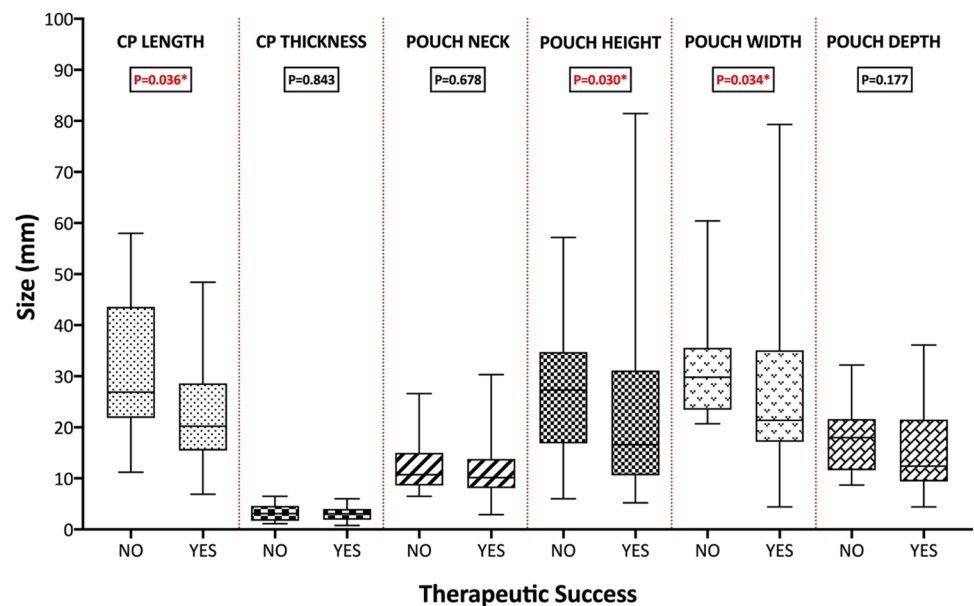 CP LENGTH CP THICKNESS POUCH NECK POUCH HEIGHT POUCH WIDTH POUCH DEPTH
P=0.036* P=0.843 P=0.678 P=0.030* P=0.034* P=0.177
Size (mm)
100
90
80
70
60
50
40
30
20
10
0
NO YES NO YES NO YES NO YES NO YES NO YES
Therapeutic Success